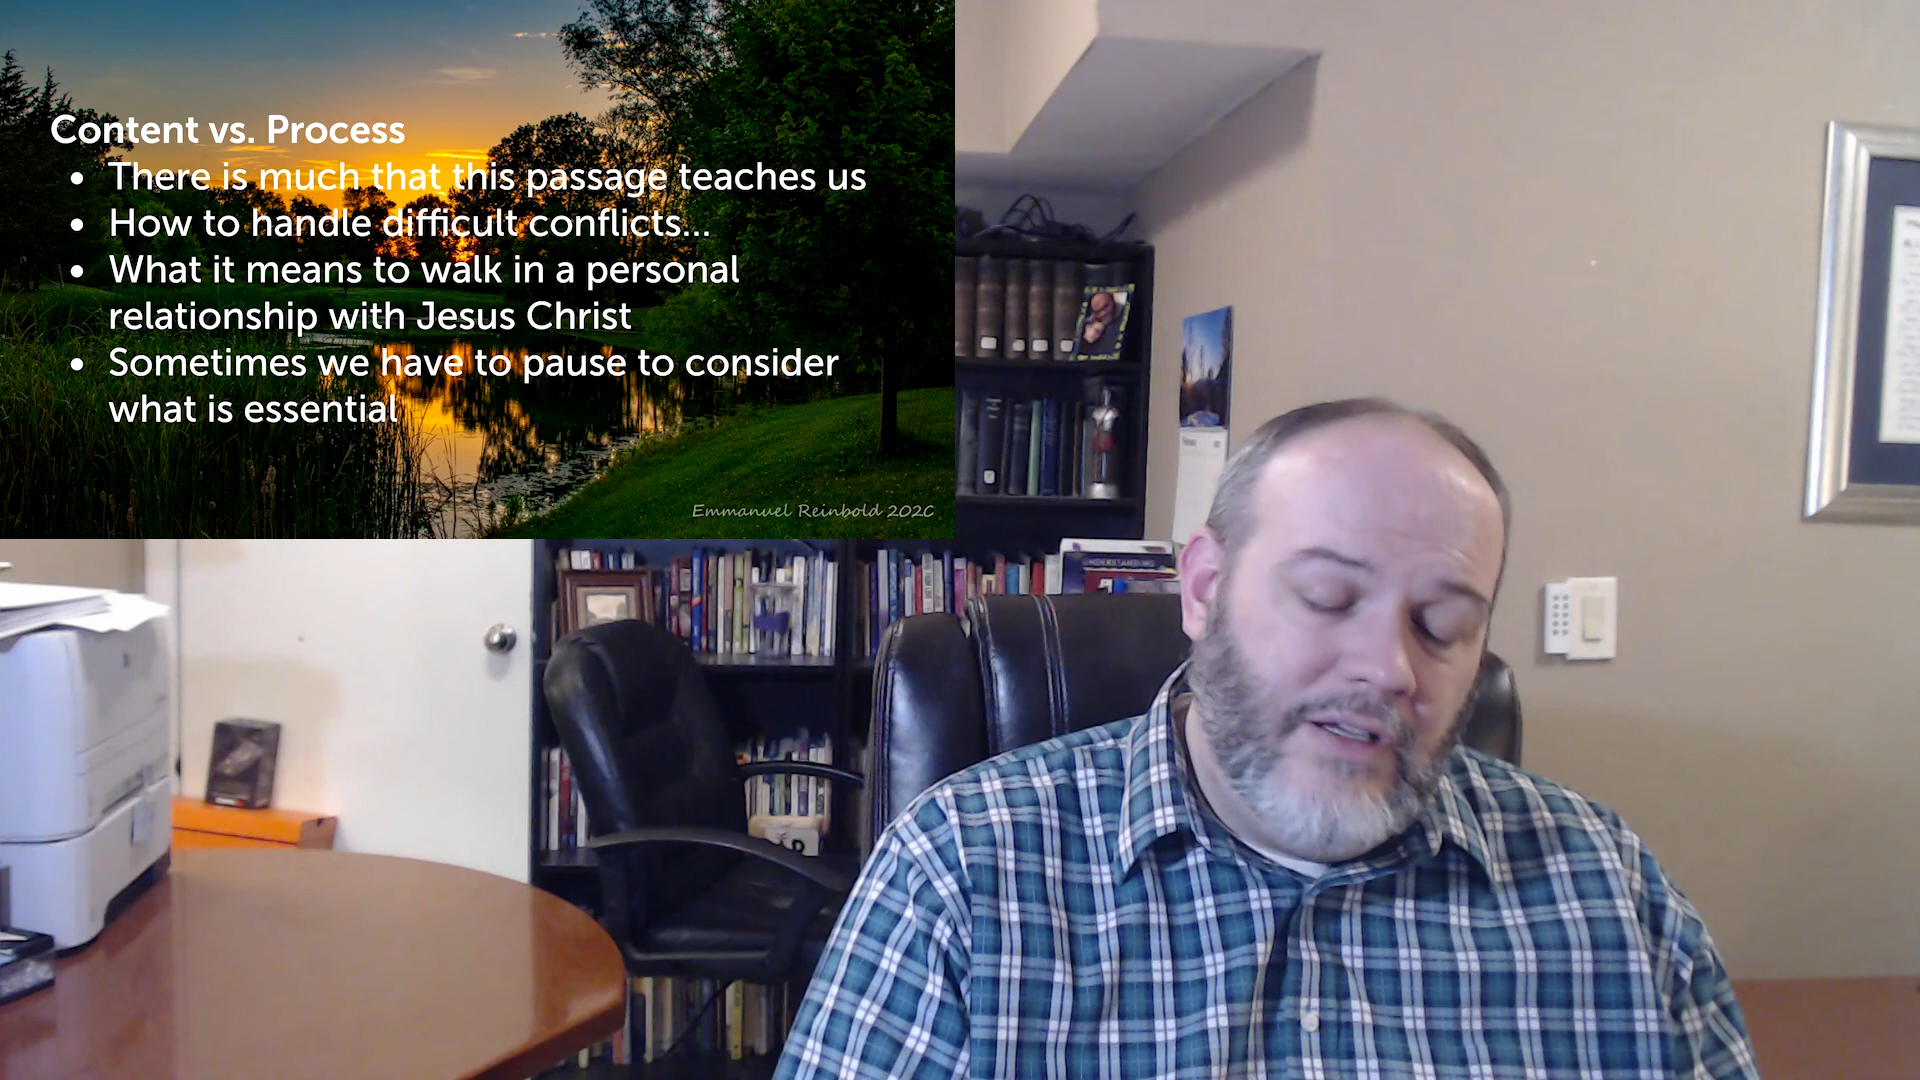 Content vs. Process
• There is much that this passage teaches us
• How to handle difficult conflicts...
• What it means to walk in a personal
relationship with Jesus Christ
• Sometimes we have to pause to consider
what is essential
Emmanuel Reinbold 202C
UNDERSTANDING